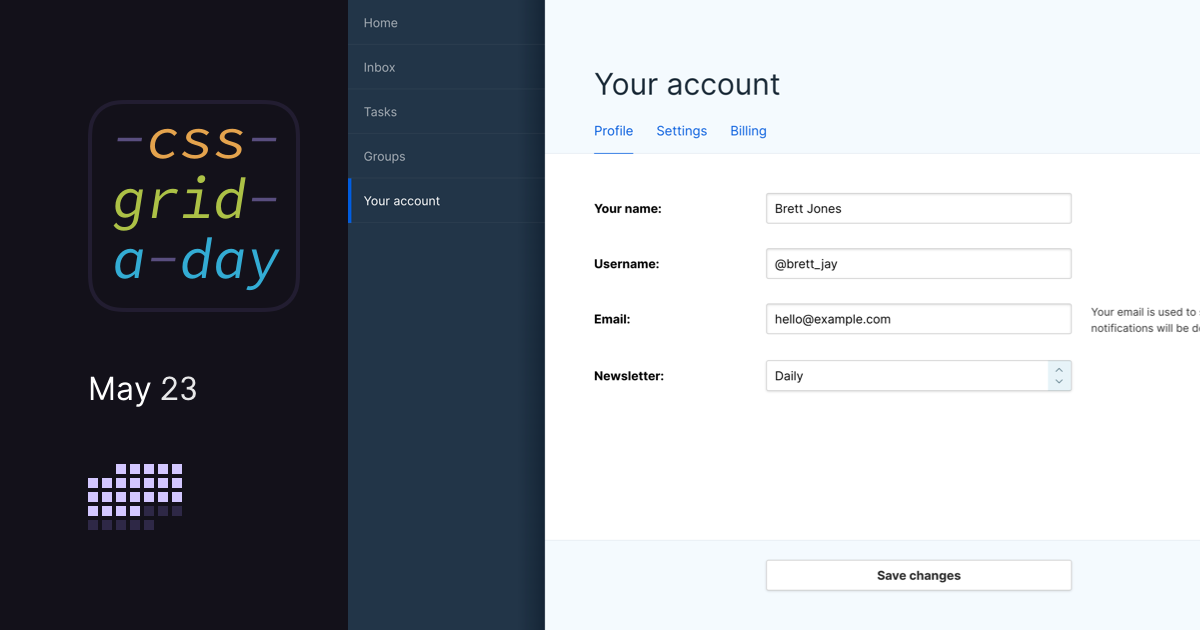 -css-
grid-
a-day
May 23
Home
Inbox
Tasks
Groups
Your account
Your account
Profile Settings Billing
Your name: Brett Jones
Username: @brett_jay
Email: hello@example.com
Your email is used to
notifications will be
Newsletter: Daily
Save changes